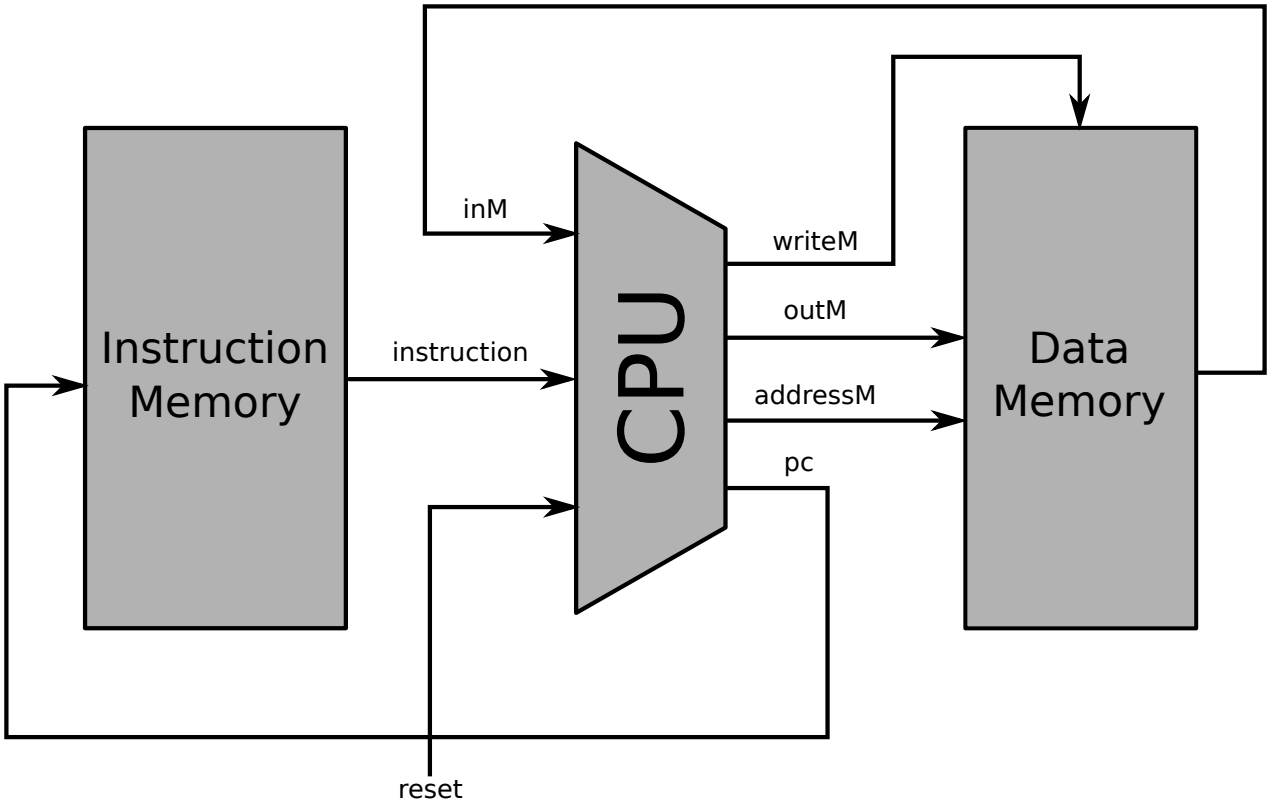 inM
writeM
outM
instruction
Instruction
Memory
CPU
Data
Memory
addressM
pc
reset